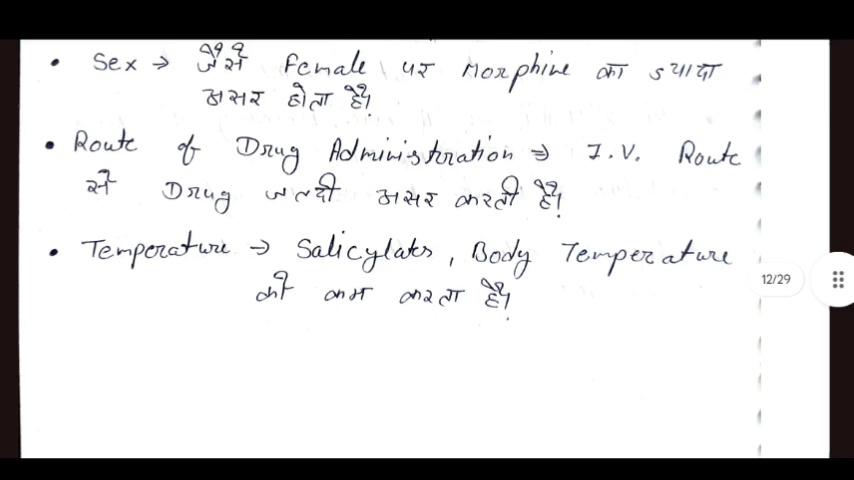 • Sex → जैसे Female पर Morphine का ज्यादा
असर होता है।
• Route of Drug Administration ⇒ I.V. Route
से Drug जल्दी असर करती है।
• Temperature → Salicylates, Body Temperature
को कम करता है।
12/29